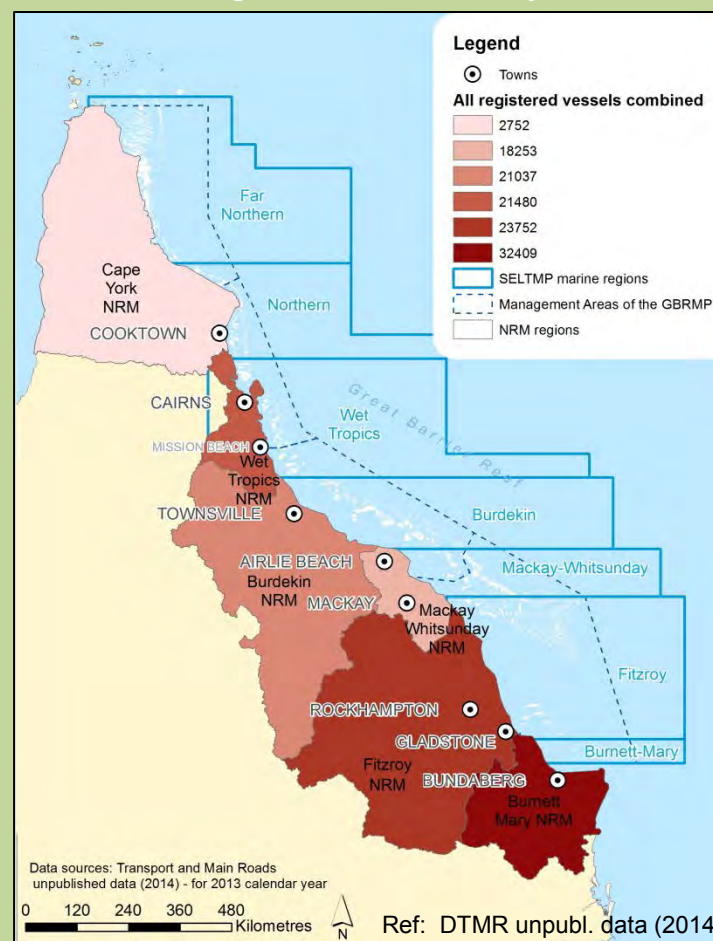 Legend
Towns
All registered vessels combined
2752
18253
21037
21480
23752
32409
SELTMP marine regions
Management Areas of the GBRMP
NRM regions
Far
Northern
Cape
York
NRM
Northern
COOKTOWN
CAIRNS
Great Barrier Reef
Wet
Tropics
MISSION BEACH
Wet
Tropics
NRM
TOWNSVILLE
Burdekin
AIRLIE BEACH
Mackay-Whitsunday
Burdekin
NRM
MACKAY
Mackay
Whitsunday
NRM
Fitzroy
ROCKHAMPTON
GLADSTONE
Burnett-Mary
Fitzroy
NRM
BUNDABERG
Burnett
Mary NRM
Data sources: Transport and Main Roads
unpublished data (2014) - for 2013 calendar year
0 120 240 360 480
Kilometres
N
Ref: DTMR unpubl. data (2014